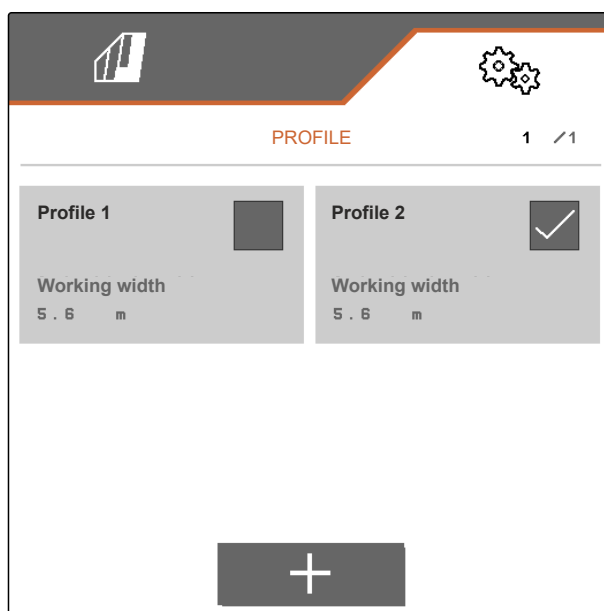 PROFILE 1 /1
Profile 1
Working width
5.6 m
Profile 2
Working width
5.6 m
+